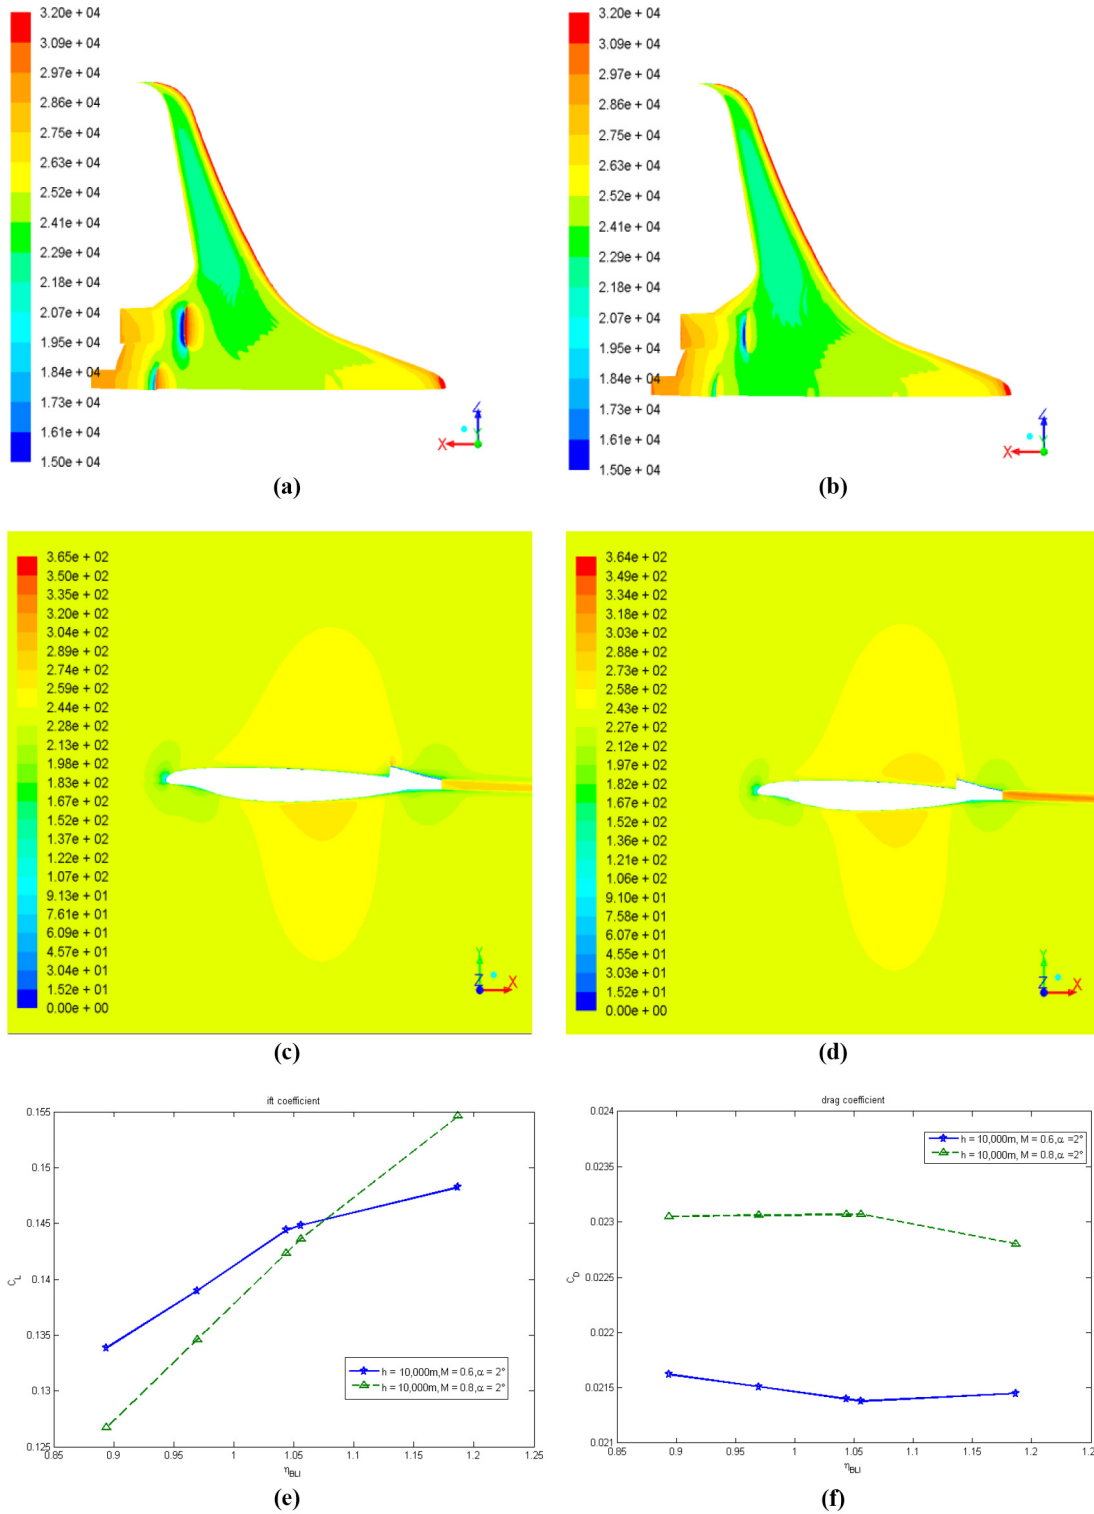 3.20e + 04
3.09e + 04
2.97e + 04
2.86e + 04
2.75e + 04
2.63e + 04
2.52e + 04
2.41e + 04
2.29e + 04
2.18e + 04
2.07e + 04
1.95e + 04
1.84e + 04
1.73e + 04
1.61e + 04
1.50e + 04
Z
Y
X
(a)
3.20e + 04
3.09e + 04
2.97e + 04
2.86e + 04
2.75e + 04
2.63e + 04
2.52e + 04
2.41e + 04
2.29e + 04
2.18e + 04
2.07e + 04
1.95e + 04
1.84e + 04
1.73e + 04
1.61e + 04
1.50e + 04
Z
Y
X
(b)
3.65e + 02
3.50e + 02
3.35e + 02
3.20e + 02
3.04e + 02
2.89e + 02
2.74e + 02
2.59e + 02
2.44e + 02
2.28e + 02
2.13e + 02
1.98e + 02
1.83e + 02
1.67e + 02
1.52e + 02
1.37e + 02
1.22e + 02
1.07e + 02
9.13e + 01
7.61e + 01
6.09e + 01
4.57e + 01
3.04e + 01
1.52e + 01
0.00e + 00
Y
Z
X
(c)
3.64e + 02
3.49e + 02
3.34e + 02
3.18e + 02
3.03e + 02
2.88e + 02
2.73e + 02
2.58e + 02
2.43e + 02
2.27e + 02
2.12e + 02
1.97e + 02
1.82e + 02
1.67e + 02
1.52e + 02
1.36e + 02
1.21e + 02
1.06e + 02
9.10e + 01
7.58e + 01
6.07e + 01
4.55e + 01
3.03e + 01
1.52e + 01
0.00e + 00
Y
Z
X
(d)
ift coefficient
0.155
0.15
0.145
0.14
0.135
0.13
0.125
C_L
h = 10,000m, M = 0.6, α = 2°
h = 10,000m, M = 0.8, α = 2°
0.85 0.9 0.95 1 1.05 1.1 1.15 1.2 1.25
η_BLI
(e)
drag coefficient
0.024
0.0235
0.023
0.0225
0.022
0.0215
0.021
C_D
h = 10,000m, M = 0.6, α =2°
h = 10,000m, M = 0.8, α =2°
0.85 0.9 0.95 1 1.05 1.1 1.15 1.2 1.2
η_BLI
(f)